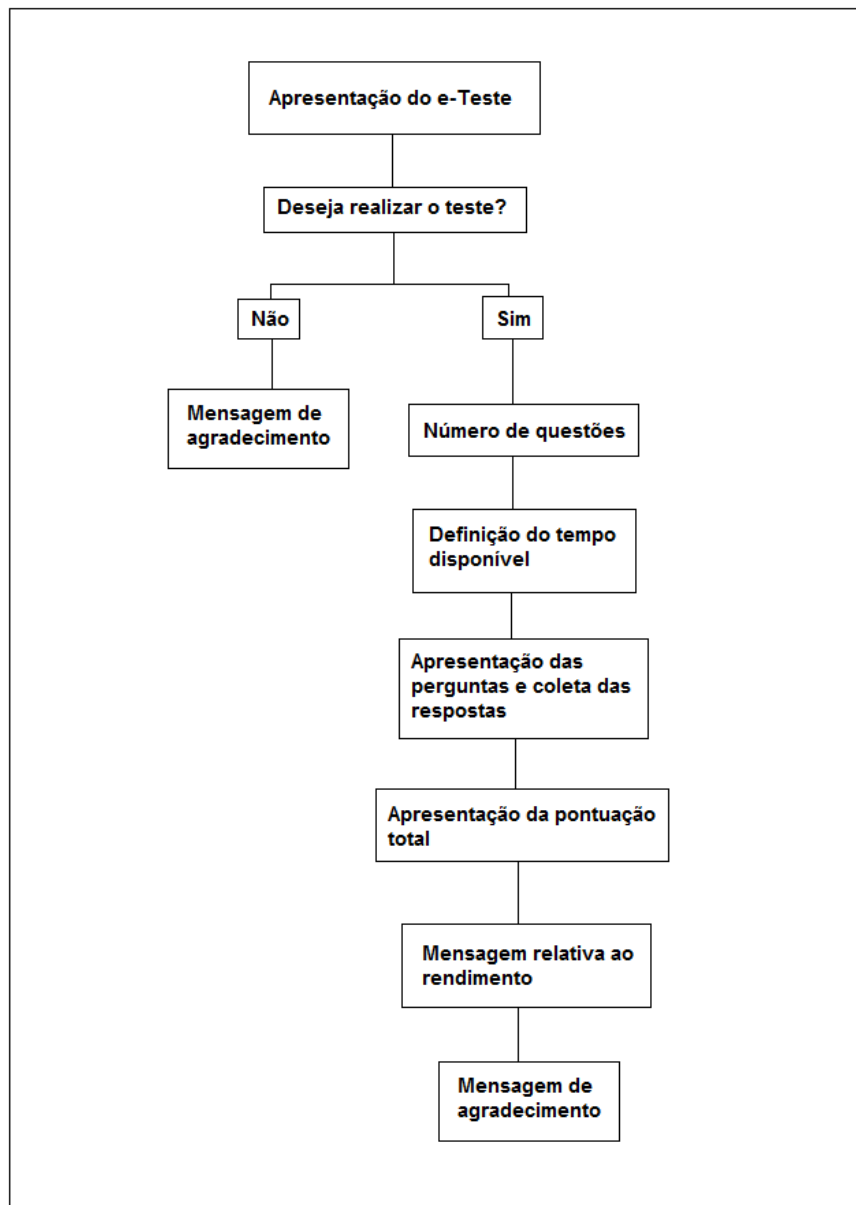 Apresentação do e-Teste
Deseja realizar o teste?
Não
Sim
Mensagem de
agradecimento
Número de questões
Definição do tempo
disponível
Apresentação das
perguntas e coleta das
respostas
Apresentação da pontuação
total
Mensagem relativa ao
rendimento
Mensagem de
agradecimento